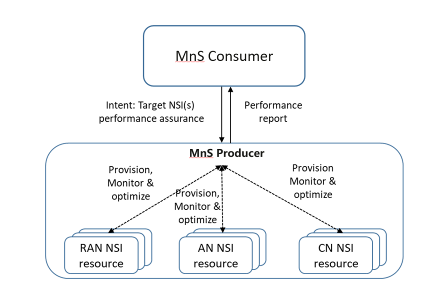 MnS Consumer
Intent: Target NSI(s)
performance assurance
Performance
report
MnS Producer
Provision,
Monitor &
optimize
Provision,
Monitor &
optimize
Provision
Monitor &
optimize
RAN NSI
resource
AN NSI
resource
CN NSI
resource